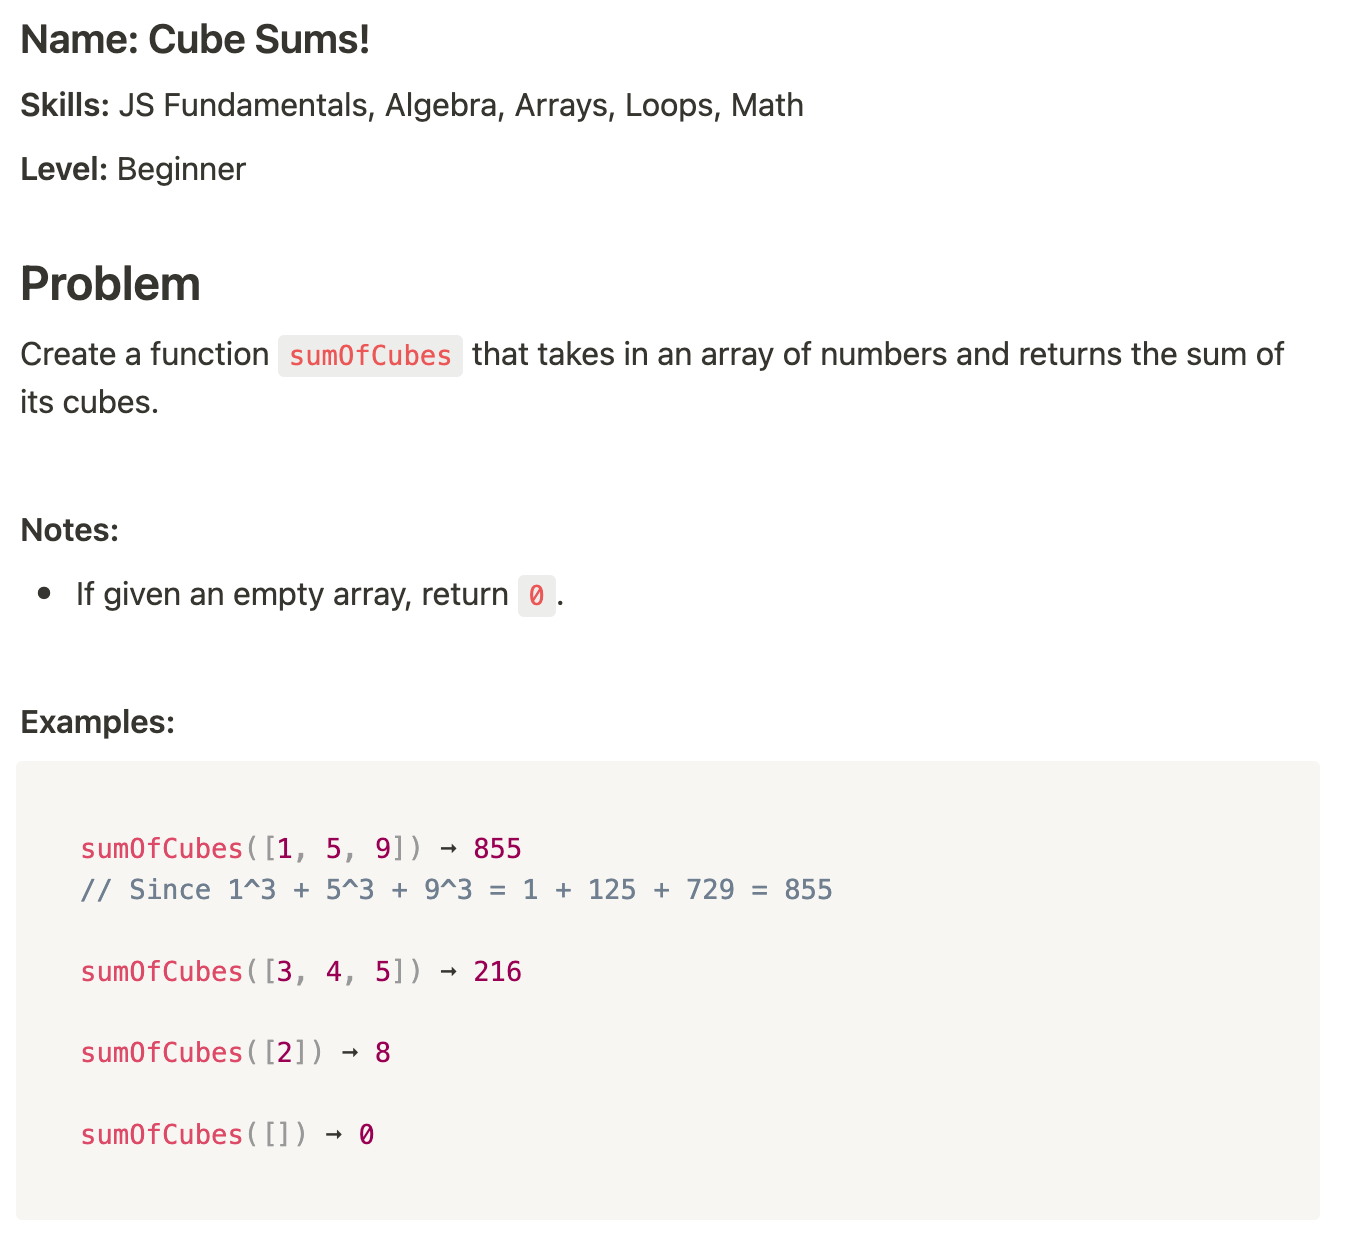 Name: Cube Sums!
Skills: JS Fundamentals, Algebra, Arrays, Loops, Math
Level: Beginner
Problem
Create a function sumOfCubes that takes in an array of numbers and returns the sum of
its cubes.
Notes:
• If given an empty array, return 0.
Examples:
sumOfCubes([1, 5, 9]) → 855
// Since 1^3 + 5^3 + 9^3 = 1 + 125 + 729 = 855
sumOfCubes([3, 4, 5]) → 216
sumOfCubes([2]) → 8
sumOfCubes([]) → 0